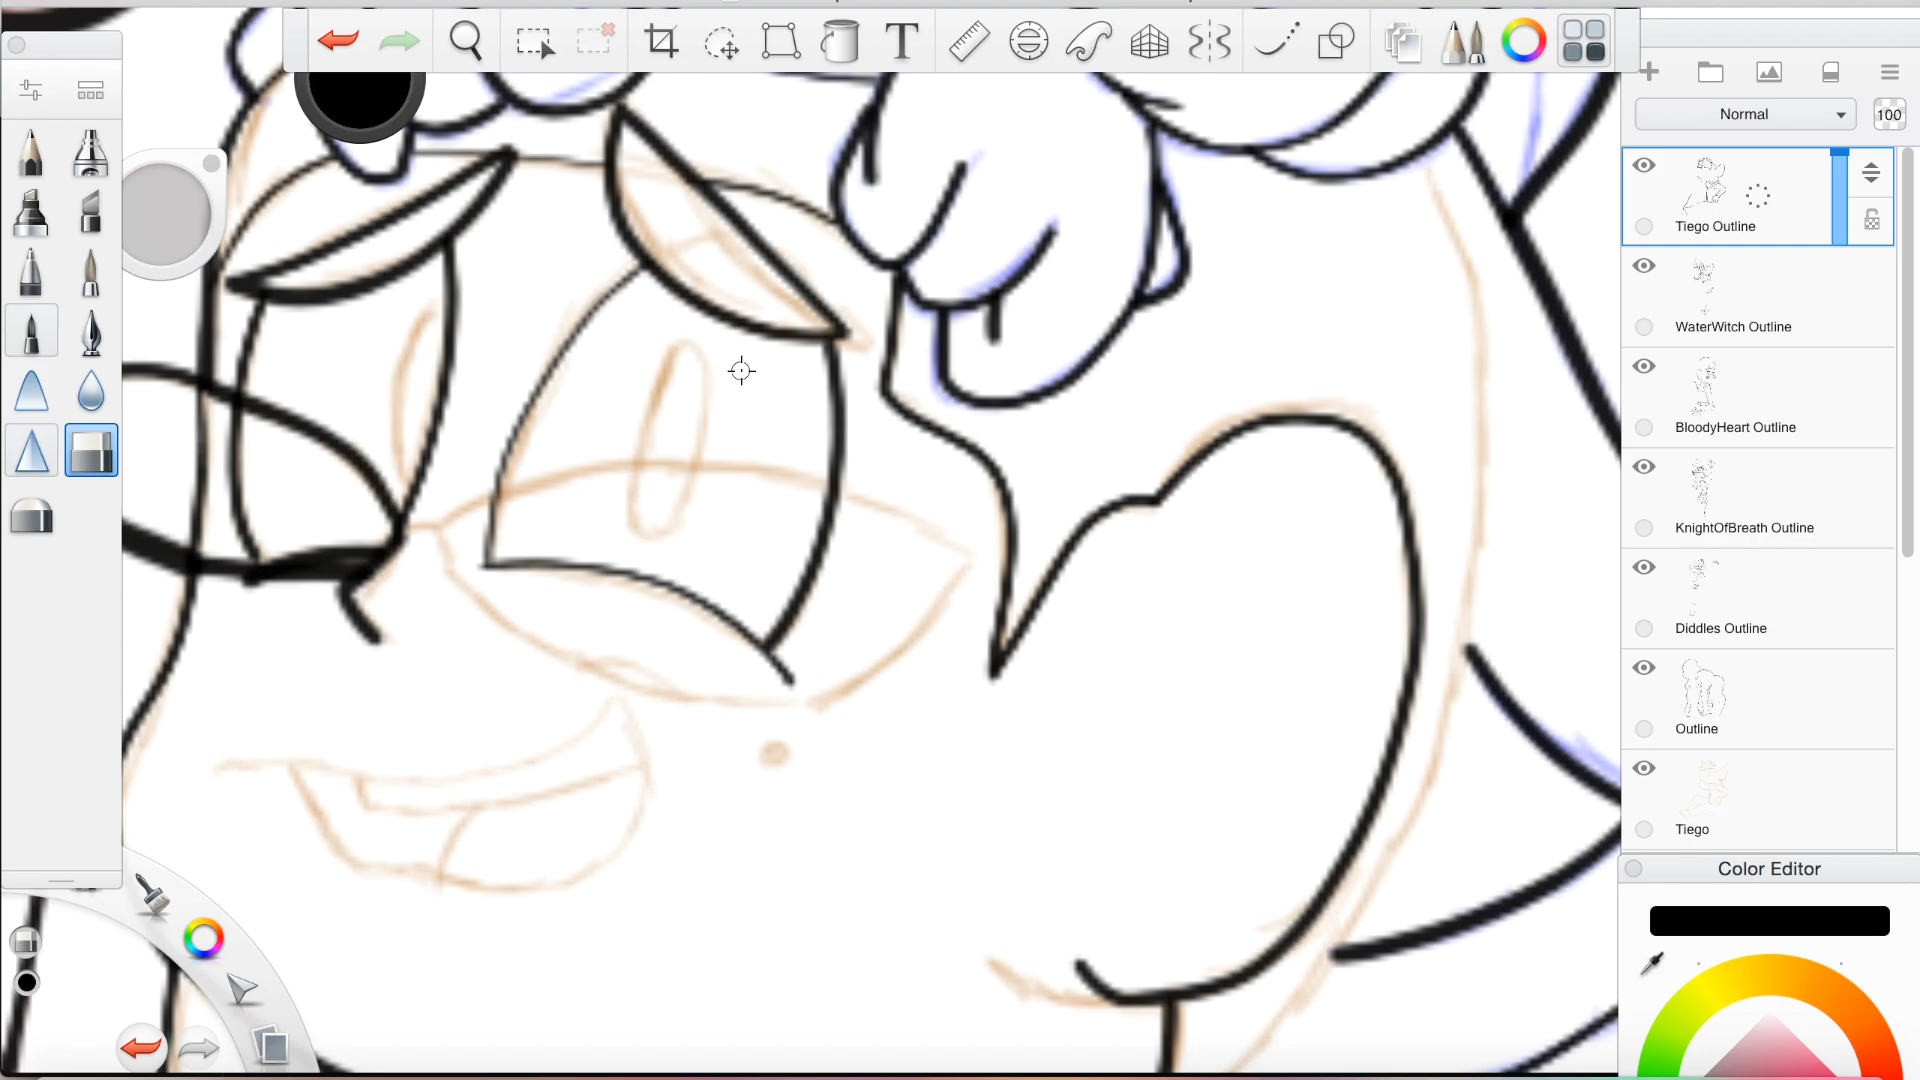 T
Normal
100
Tiego Outline
WaterWitch Outline
BloodyHeart Outline
KnightOfBreath Outline
Diddles Outline
Outline
Tiego
Color Editor